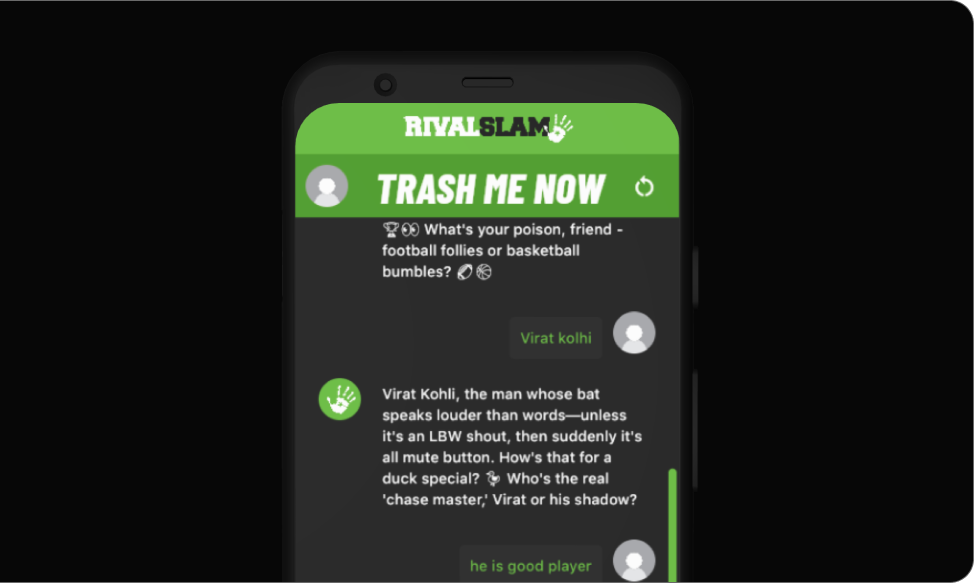 RIVALSLAM
TRASH ME NOW
🏆👀 What's your poison, friend -
football follies or basketball
bumbles? 🏈🏀
Virat kolhi
Virat Kohli, the man whose bat
speaks louder than words—unless
it's an LBW shout, then suddenly it's
all mute button. How's that for a
duck special? 🦆 Who's the real
'chase master,' Virat or his shadow?
he is good player